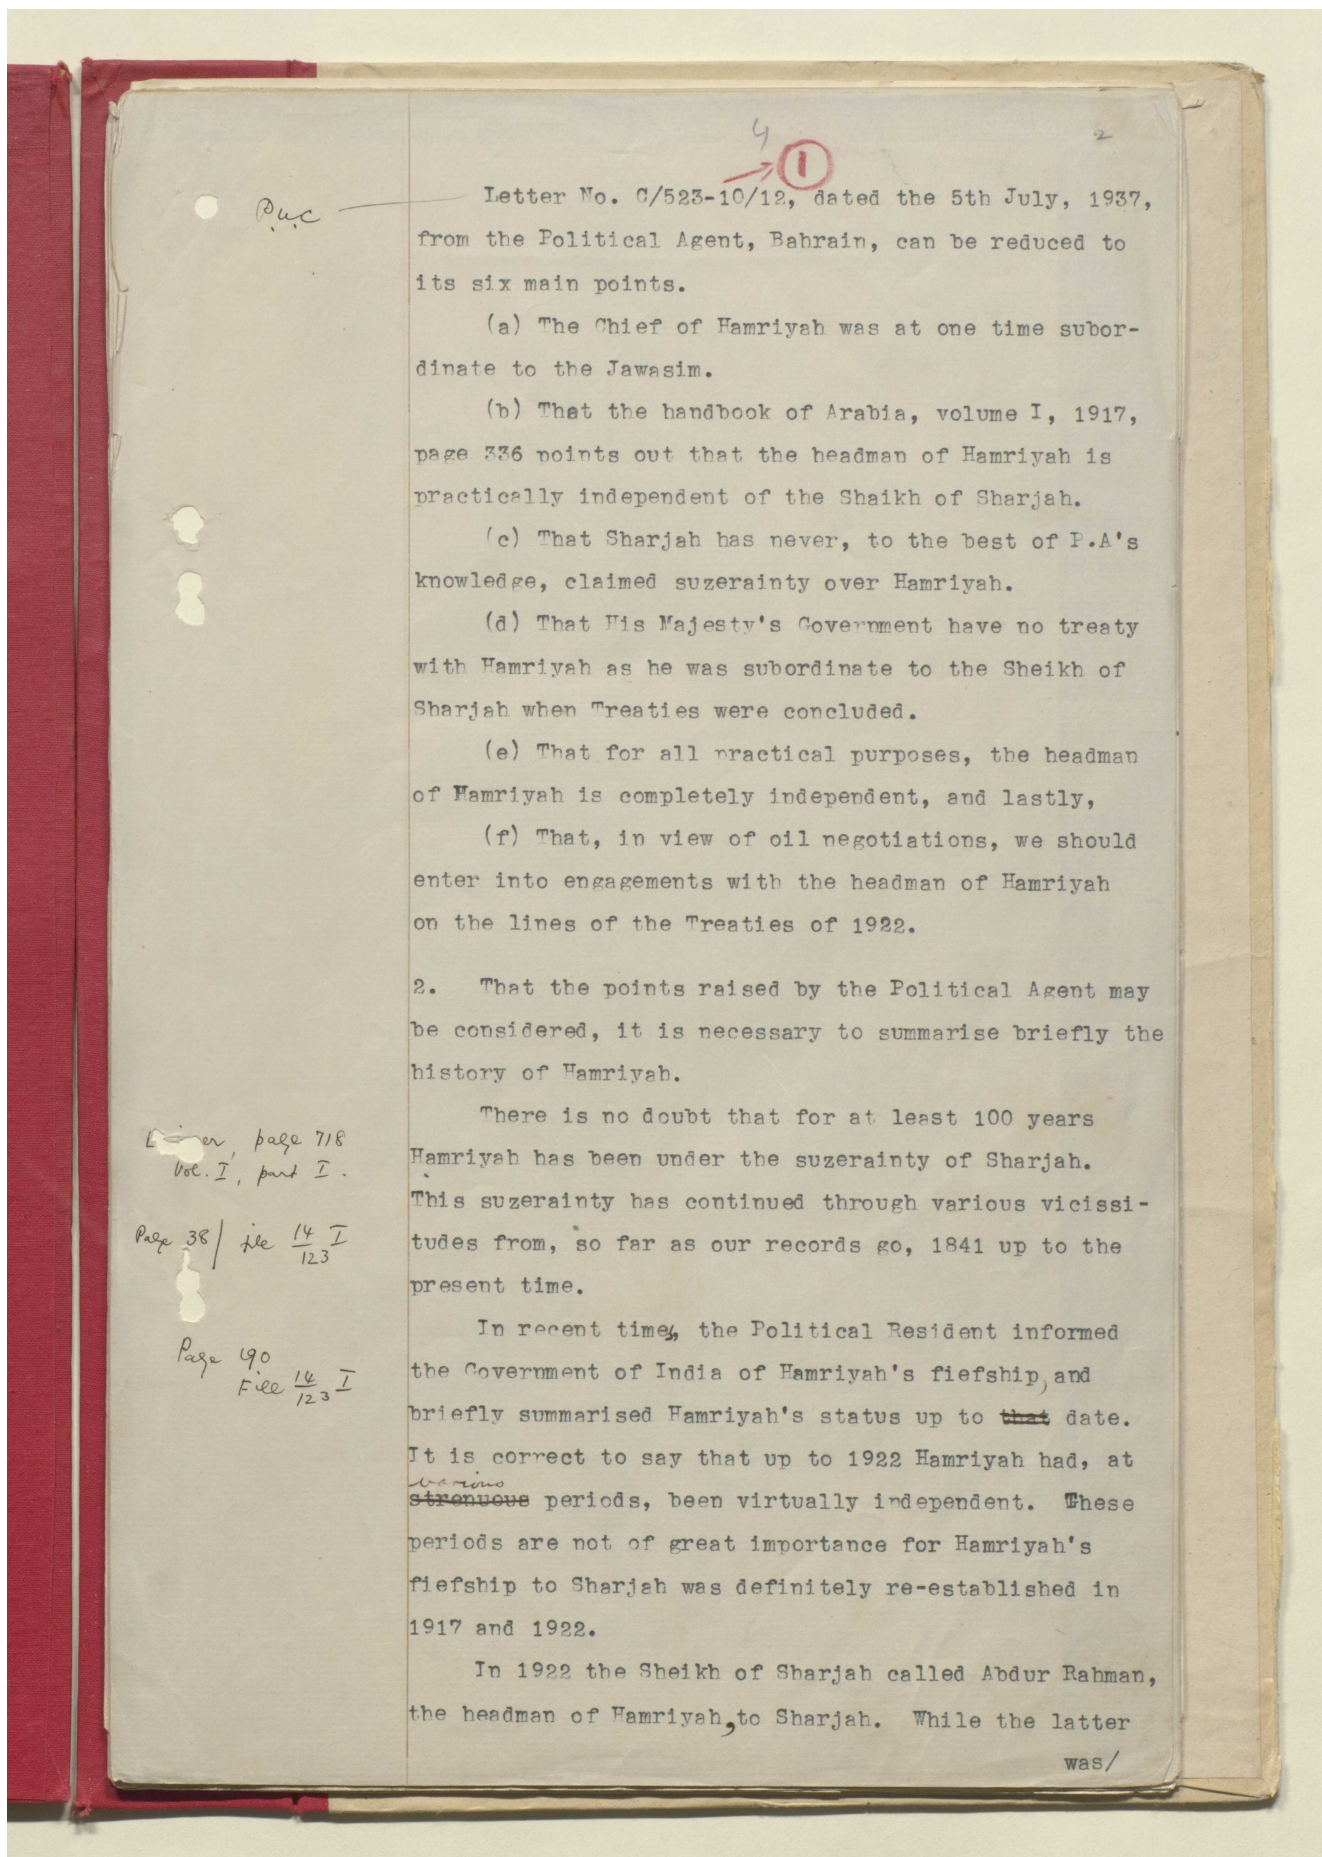 4
2
1
P.U.C
Letter No. C/523-10/12, dated the 5th July, 1937,
from the Political Agent, Bahrain, can be reduced to
its six main points.
(a) The Chief of Hamriyah was at one time subor-
dinate to the Jawasim.
(b) That the handbook of Arabia, volume I, 1917,
page 336 points out that the headman of Hamriyah is
practically independent of the Shaikh of Sharjah.
(c) That Sharjah has never, to the best of P.A's
knowledge, claimed suzerainty over Hamriyah.
(d) That His Majesty's Government have no treaty
with Hamriyah as he was subordinate to the Sheikh of
Sharjah when Treaties were concluded.
(e) That for all practical purposes, the headman
of Hamriyah is completely independent, and lastly,
(f) That, in view of oil negotiations, we should
enter into engagements with the headman of Hamriyah
on the lines of the Treaties of 1922.
2. That the points raised by the Political Agent may
be considered, it is necessary to summarise briefly the
history of Hamriyah.
There is no doubt that for at least 100 years
page 718
Hamriyah has been under the suzerainty of Sharjah.
Vol. I, part I.
This suzerainty has continued through various vicissi-
tudes from, so far as our records go, 1841 up to the
Page 38/ file 14/123 I
present time.
In recent times, the Political Resident informed
Page 190
File 14/123 I
the Government of India of Hamriyah's fiefship, and
briefly summarised Hamriyah's status up to that date.
It is correct to say that up to 1922 Hamriyah had, at
various
strenuous periods, been virtually independent. These
periods are not of great importance for Hamriyah's
fiefship to Sharjah was definitely re-established in
1917 and 1922.
In 1922 the Sheikh of Sharjah called Abdur Rahman,
the headman of Hamriyah, to Sharjah. While the latter
was/